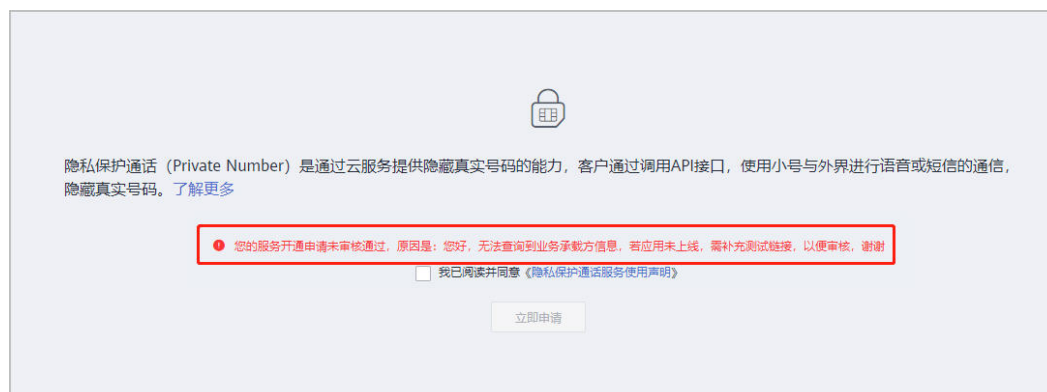 隐私保护通话（Private Number）是通过云服务提供隐藏真实号码的能力，客户通过调用API接口，使用小号与外界进行语音或短信的通信，
隐藏真实号码。了解更多
您的服务开通申请未审核通过，原因是：您好，无法查询到业务承载方信息，若应用未上线，需补充测试链接，以便审核，谢谢
我已阅读并同意《隐私保护通话服务使用声明》
立即申请